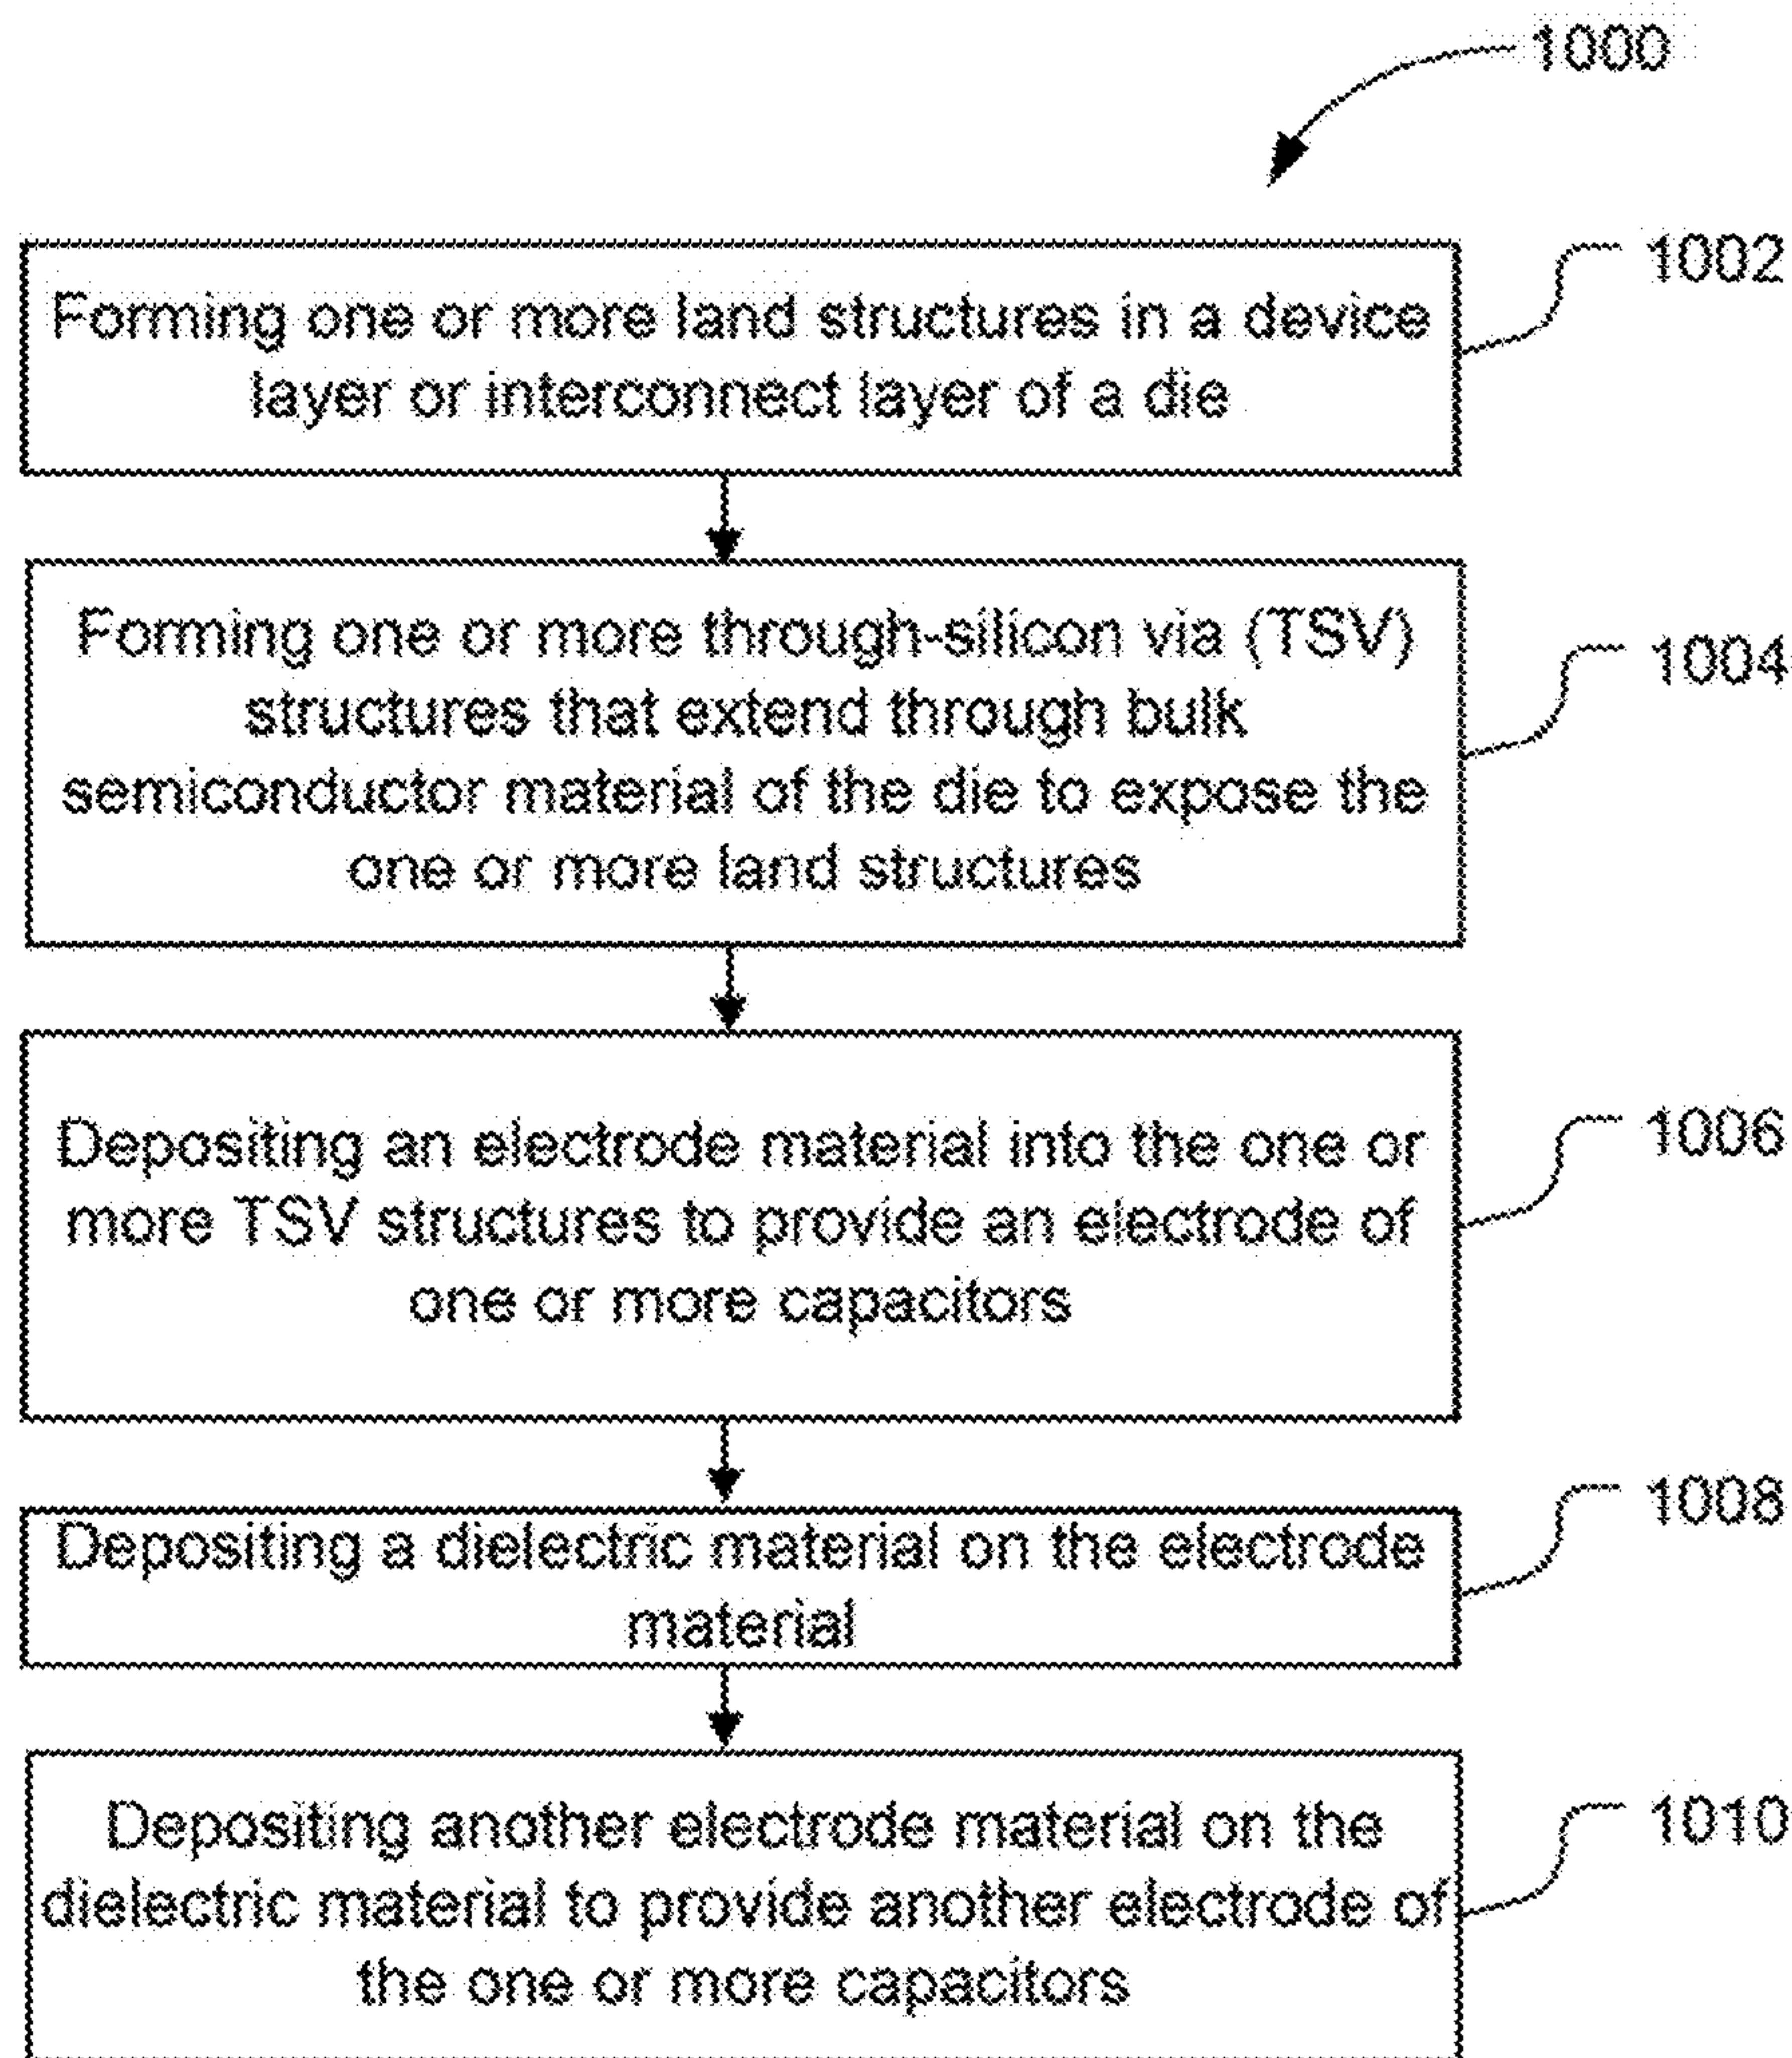 1000
Forming one or more land structures in a device
layer or interconnect layer of a die
1002
Forming one or more through-silicon via (TSV)
structures that extend through bulk
semiconductor material of the die to expose the
one or more land structures
1004
Depositing an electrode material into the one or
more TSV structures to provide an electrode of
one or more capacitors
1006
Depositing a dielectric material on the electrode
material
1008
Depositing another electrode material on the
dielectric material to provide another electrode of
the one or more capacitors
1010